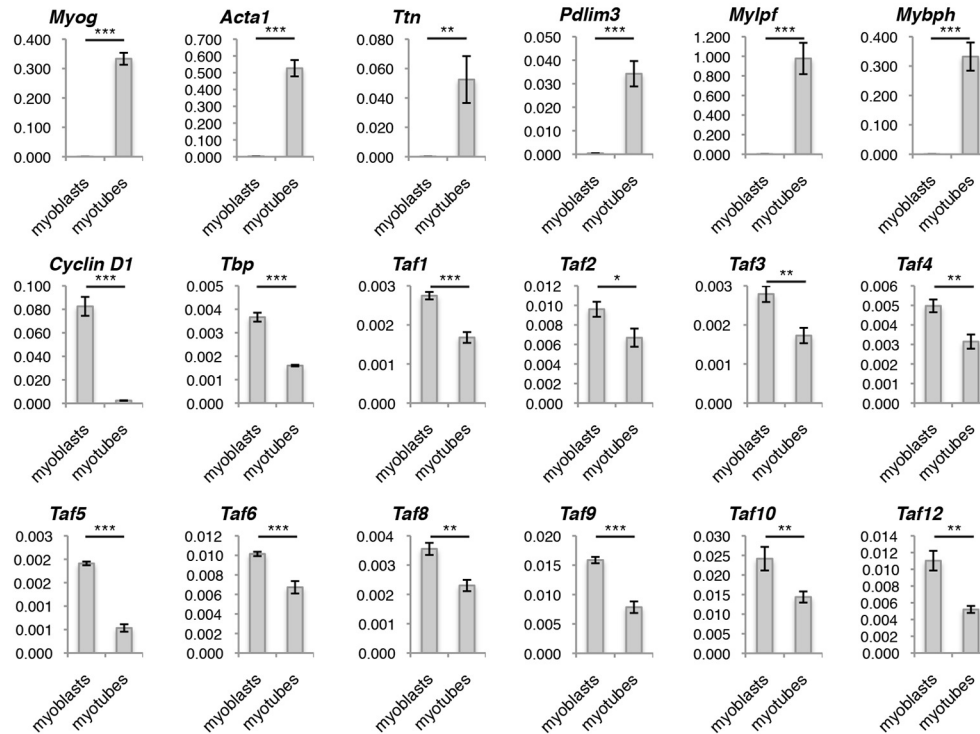 Myog Acta1 Ttn Pdlim3 Mylpf Mybph
*** *** ** *** *** ***
0.400 0.700 0.080 0.050 1.200 0.400
0.300 0.600 0.060 0.040 1.000 0.300
0.200 0.500 0.040 0.030 0.800 0.200
0.100 0.400 0.020 0.020 0.600 0.100
0.000 0.300 0.000 0.010 0.400 0.000
0.200 0.000 0.200
0.100 0.000
0.000
myoblasts myotubes myoblasts myotubes myoblasts myotubes myoblasts myotubes myoblasts myotubes myoblasts myotubes
Cyclin D1 Tbp Taf1 Taf2 Taf3 Taf4
*** *** *** * ** **
0.100 0.005 0.003 0.012 0.003 0.006
0.080 0.004 0.002 0.010 0.002 0.005
0.060 0.003 0.001 0.008 0.001 0.004
0.040 0.002 0.000 0.006 0.000 0.003
0.020 0.001 0.004 0.002
0.000 0.000 0.002 0.001
0.000 0.000
myoblasts myotubes myoblasts myotubes myoblasts myotubes myoblasts myotubes myoblasts myotubes myoblasts myotubes
Taf5 Taf6 Taf8 Taf9 Taf10 Taf12
*** *** ** *** ** **
0.003 0.012 0.004 0.020 0.030 0.014
0.002 0.010 0.003 0.015 0.025 0.012
0.002 0.008 0.002 0.010 0.020 0.010
0.001 0.006 0.001 0.005 0.015 0.008
0.001 0.004 0.000 0.000 0.010 0.006
0.000 0.002 0.005 0.004
0.000 0.000 0.002
0.000
myoblasts myotubes myoblasts myotubes myoblasts myotubes myoblasts myotubes myoblasts myotubes myoblasts myotubes